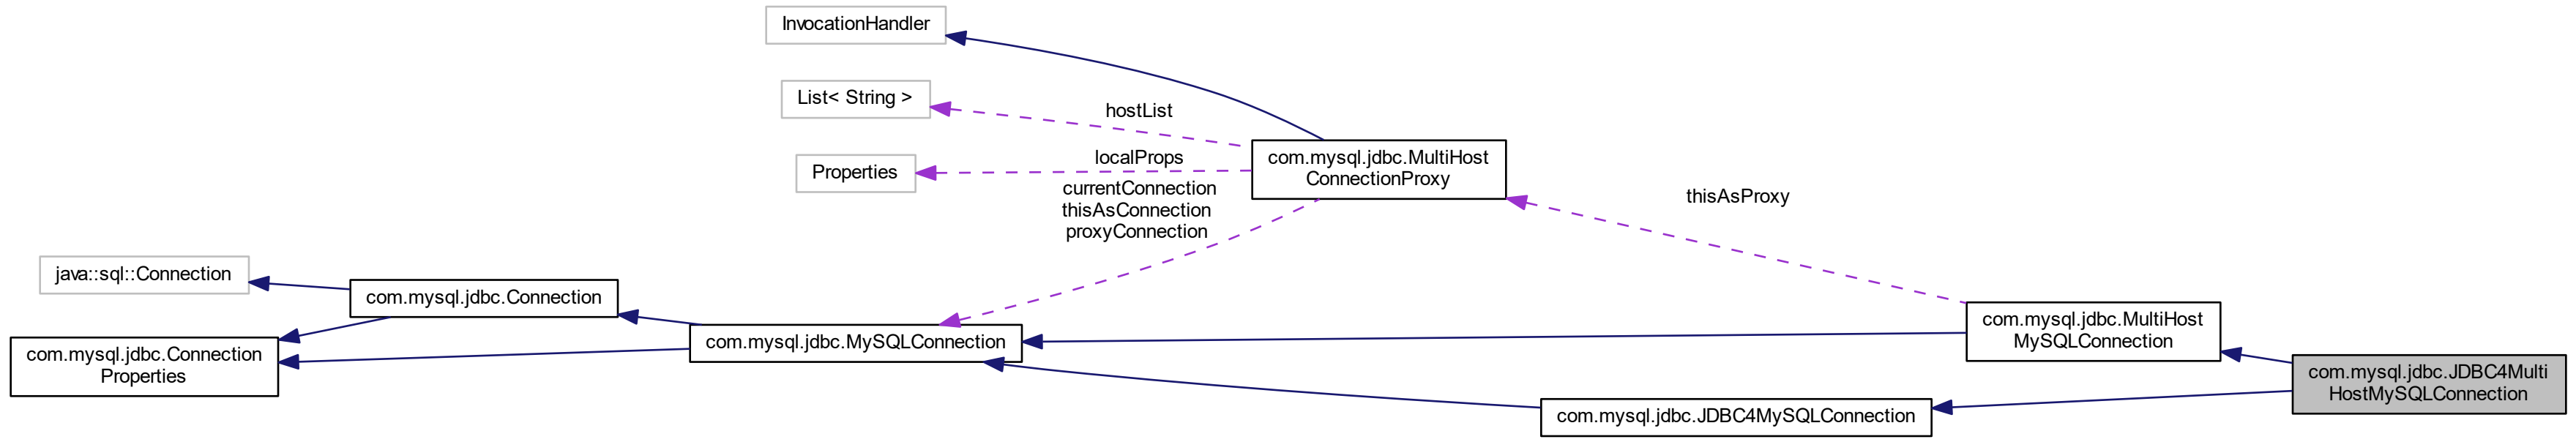 InvocationHandler
List< String >
hostList
Properties
localProps
com.mysql.jdbc.MultiHost
ConnectionProxy
currentConnection
thisAsConnection
proxyConnection
thisAsProxy
java::sql::Connection
com.mysql.jdbc.Connection
com.mysql.jdbc.Connection
Properties
com.mysql.jdbc.MySQLConnection
com.mysql.jdbc.MultiHost
MySQLConnection
com.mysql.jdbc.JDBC4MySQLConnection
com.mysql.jdbc.JDBC4Multi
HostMySQLConnection